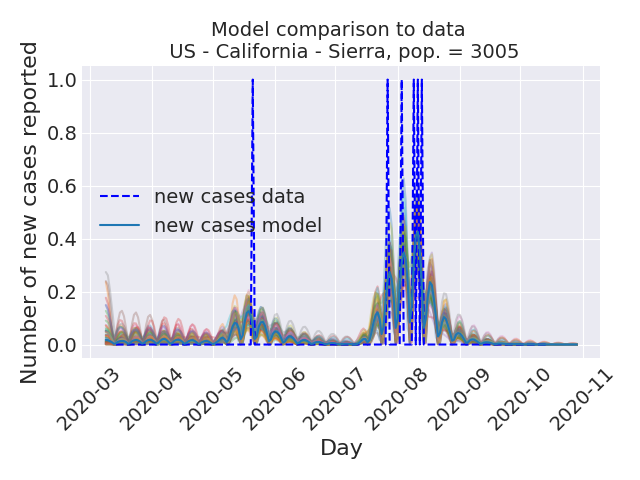 Model comparison to data
US - California - Sierra, pop. = 3005
Number of new cases reported
1.0
0.8
0.6
0.4
0.2
0.0
new cases data
new cases model
2020-03
2020-04
2020-05
2020-06
2020-07
2020-08
2020-09
2020-10
2020-11
Day